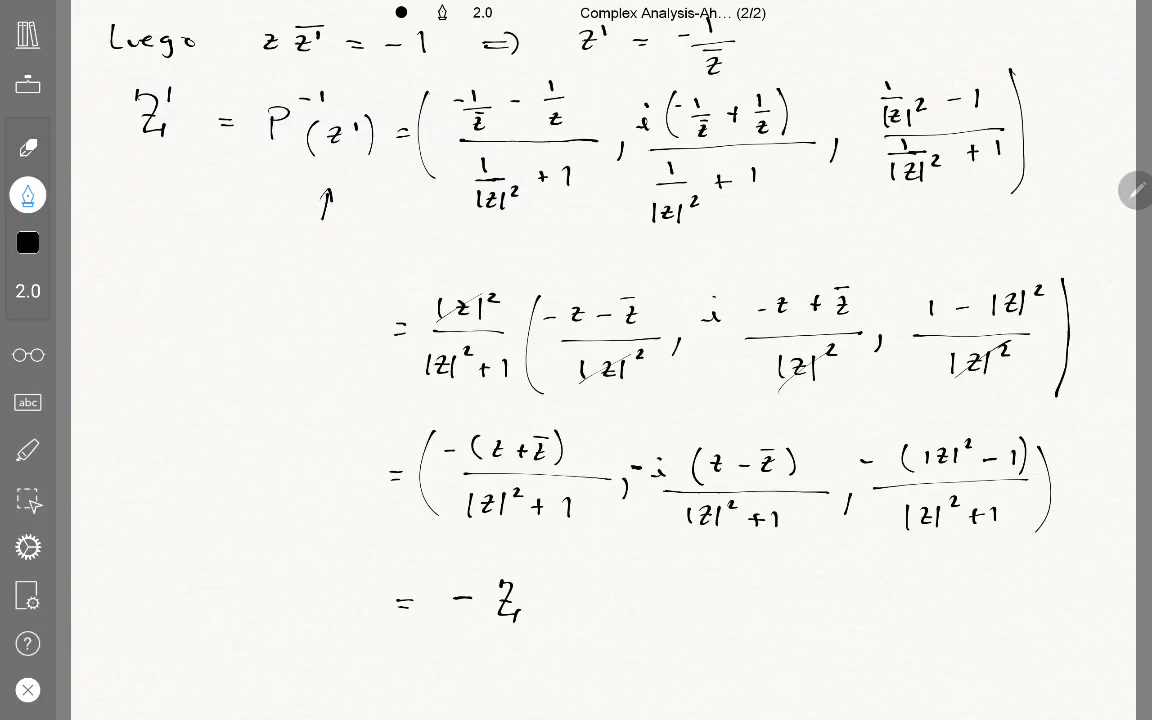 2.0 Complex Analysis-Ah... (2/2)
Luego z z̄' = -1 ⟹ z' = -1/z̄
Z' = P⁻¹(z') = ( (-1/z̄ - 1/z)/(1/|z|² + 1) , i(-1/z̄ + 1/z)/(1/|z|² + 1) , (1/|z|² - 1)/(1/|z|² + 1) )
↑
2.0
= |z|²/(|z|² + 1) ( (-z - z̄)/|z|² , i (-z + z̄)/|z|² , (1 - |z|²)/|z|² )
abc
= ( -(z + z̄)/(|z|² + 1) , -i (z - z̄)/(|z|² + 1) , -(|z|² - 1)/(|z|² + 1) )
= - Z